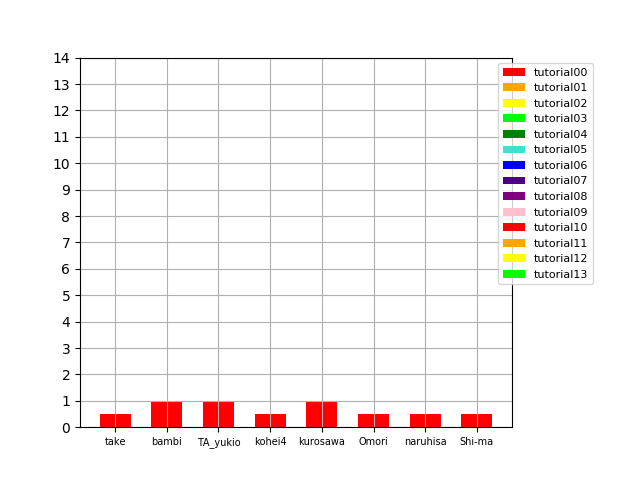 14
13
12
11
10
9
8
7
6
5
4
3
2
1
0
take bambi TA_yukio kohei4 kurosawa Omori naruhisa Shi-ma
tutorial00
tutorial01
tutorial02
tutorial03
tutorial04
tutorial05
tutorial06
tutorial07
tutorial08
tutorial09
tutorial10
tutorial11
tutorial12
tutorial13